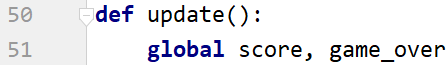 50 def update():
51     global score, game_over